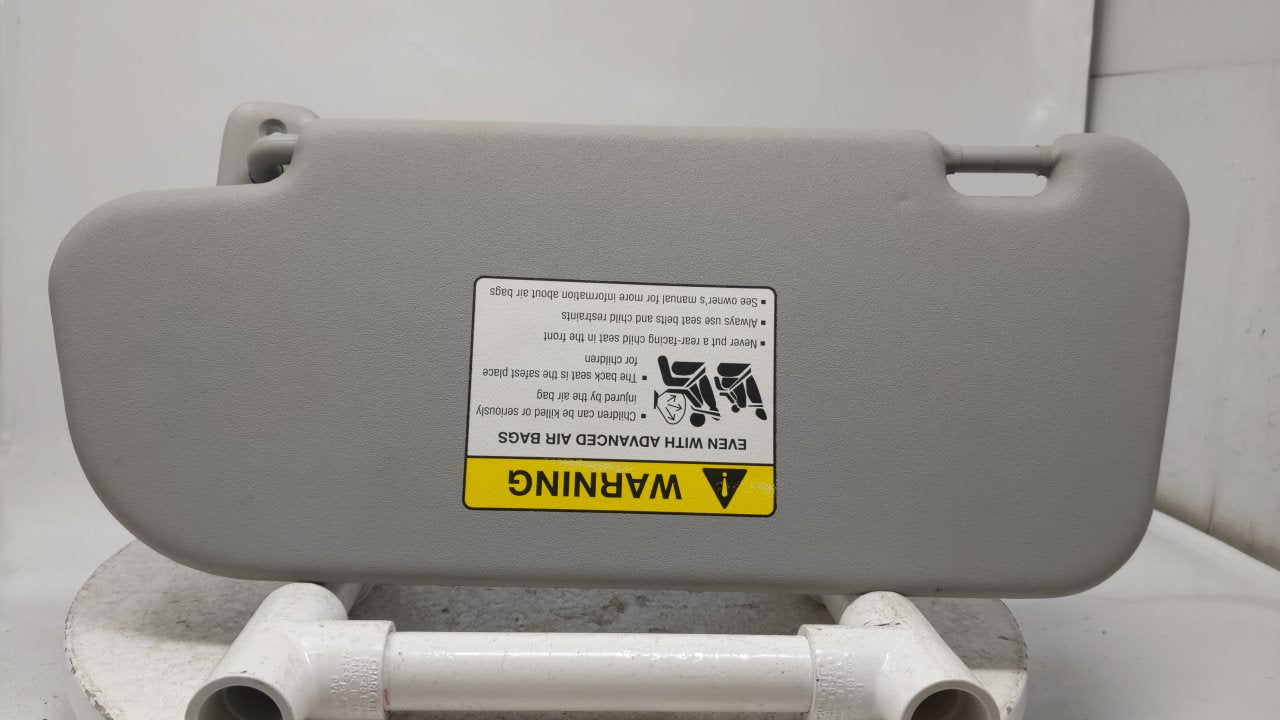 WARNING
EVEN WITH ADVANCED AIR BAGS
▪ Children can be killed or seriously
injured by the air bag
▪ The back seat is the safest place
for children
▪ Never put a rear-facing child seat in the front
▪ Always use seat belts and child restraints
▪ See owner's manual for more information about air bags